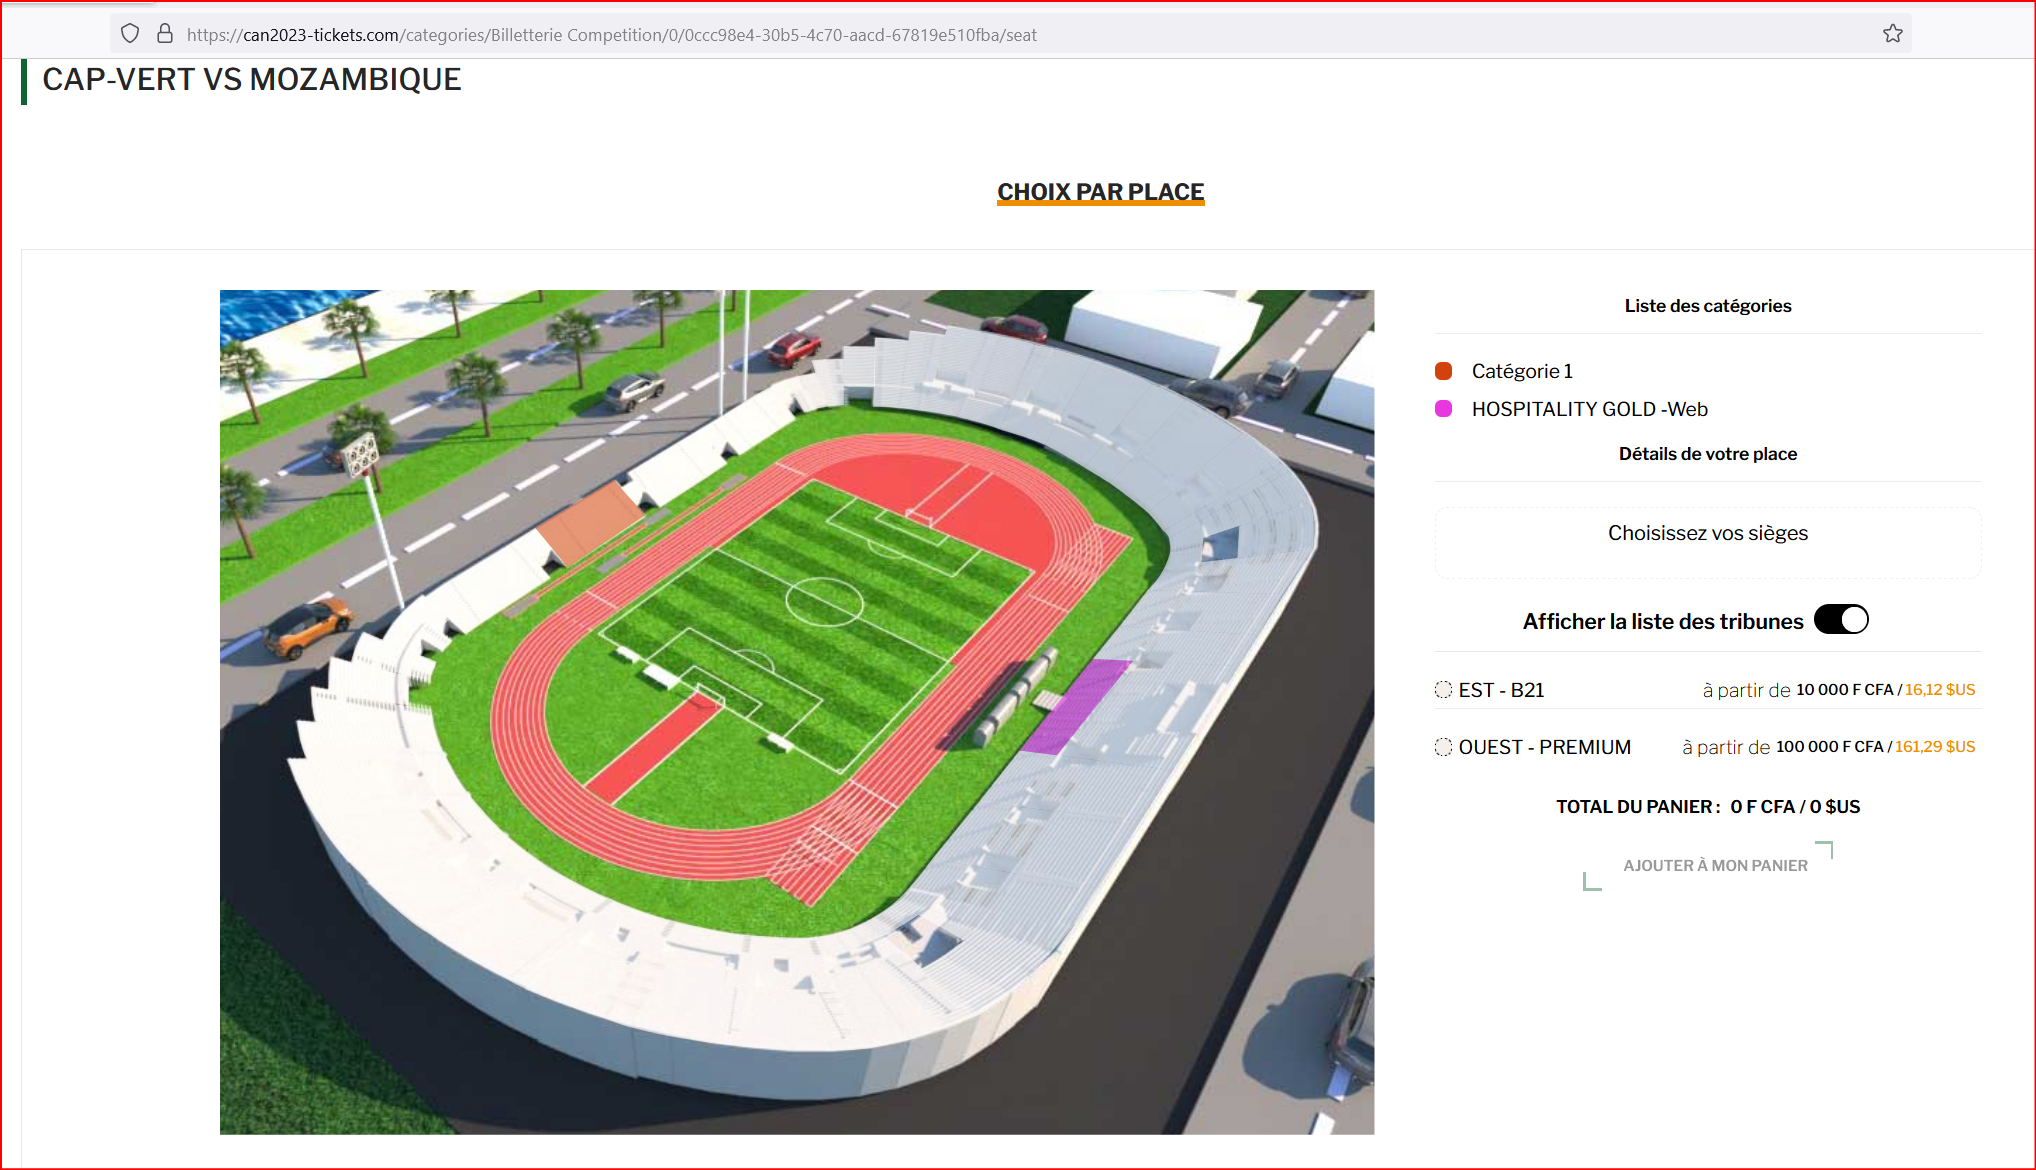 https://can2023-tickets.com/categories/Billetterie Competition/0/0ccc98e4-30b5-4c70-aacd-67819e510fba/seat
CAP-VERT VS MOZAMBIQUE
CHOIX PAR PLACE
Liste des catégories
Catégorie 1
HOSPITALITY GOLD -Web
Détails de votre place
Choisissez vos sièges
Afficher la liste des tribunes
EST - B21 à partir de 10 000 F CFA / 16,12 $US
OUEST - PREMIUM à partir de 100 000 F CFA / 161,29 $US
TOTAL DU PANIER : 0 F CFA / 0 $US
AJOUTER À MON PANIER